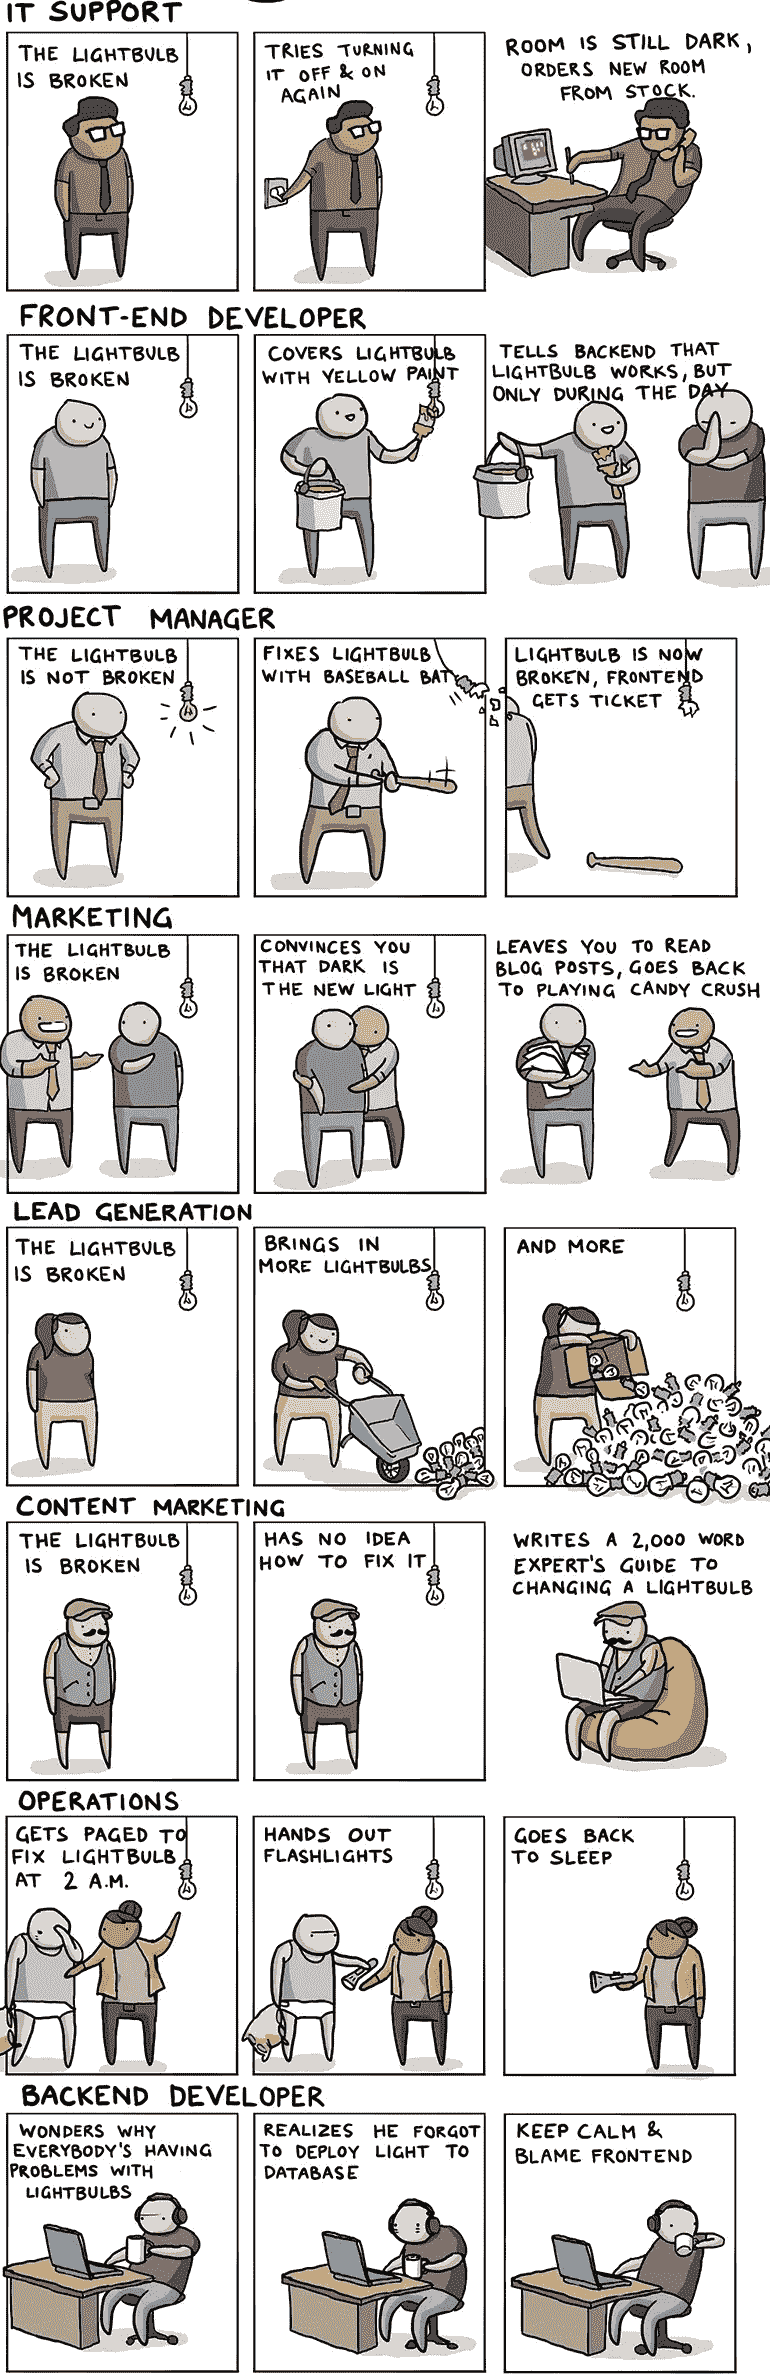 IT SUPPORT
THE LIGHTBULB
IS BROKEN
TRIES TURNING
IT OFF & ON
AGAIN
ROOM IS STILL DARK,
ORDERS NEW ROOM
FROM STOCK.
FRONT-END DEVELOPER
THE LIGHTBULB
IS BROKEN
COVERS LIGHTBULB
WITH YELLOW PAINT
TELLS BACKEND THAT
LIGHTBULB WORKS, BUT
ONLY DURING THE DAY
PROJECT MANAGER
THE LIGHTBULB
IS NOT BROKEN
FIXES LIGHTBULB
WITH BASEBALL BAT
LIGHTBULB IS NOW
BROKEN, FRONTEND
GETS TICKET
MARKETING
THE LIGHTBULB
IS BROKEN
CONVINCES YOU
THAT DARK IS
THE NEW LIGHT
LEAVES YOU TO READ
BLOG POSTS, GOES BACK
TO PLAYING CANDY CRUSH
LEAD GENERATION
THE LIGHTBULB
IS BROKEN
BRINGS IN
MORE LIGHTBULBS
AND MORE
CONTENT MARKETING
THE LIGHTBULB
IS BROKEN
HAS NO IDEA
HOW TO FIX IT
WRITES A 2,000 WORD
EXPERT'S GUIDE TO
CHANGING A LIGHTBULB
OPERATIONS
GETS PAGED TO
FIX LIGHTBULB
AT 2 A.M.
HANDS OUT
FLASHLIGHTS
GOES BACK
TO SLEEP
BACKEND DEVELOPER
WONDERS WHY
EVERYBODY'S HAVING
PROBLEMS WITH
LIGHTBULBS
REALIZES HE FORGOT
TO DEPLOY LIGHT TO
DATABASE
KEEP CALM &
BLAME FRONTEND